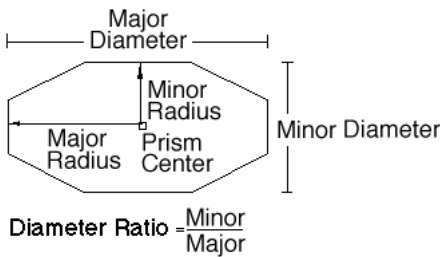 Major
Diameter
Minor
Radius
Minor Diameter
Major
Radius
Prism
Center
Diameter Ratio = Minor
Major